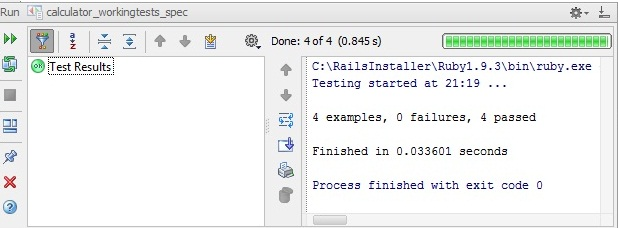 Run calculator_workingtests_spec
Done: 4 of 4 (0.845 s)
OK Test Results
C:\RailsInstaller\Ruby1.9.3\bin\ruby.exe
Testing started at 21:19 ...
4 examples, 0 failures, 4 passed
Finished in 0.033601 seconds
Process finished with exit code 0